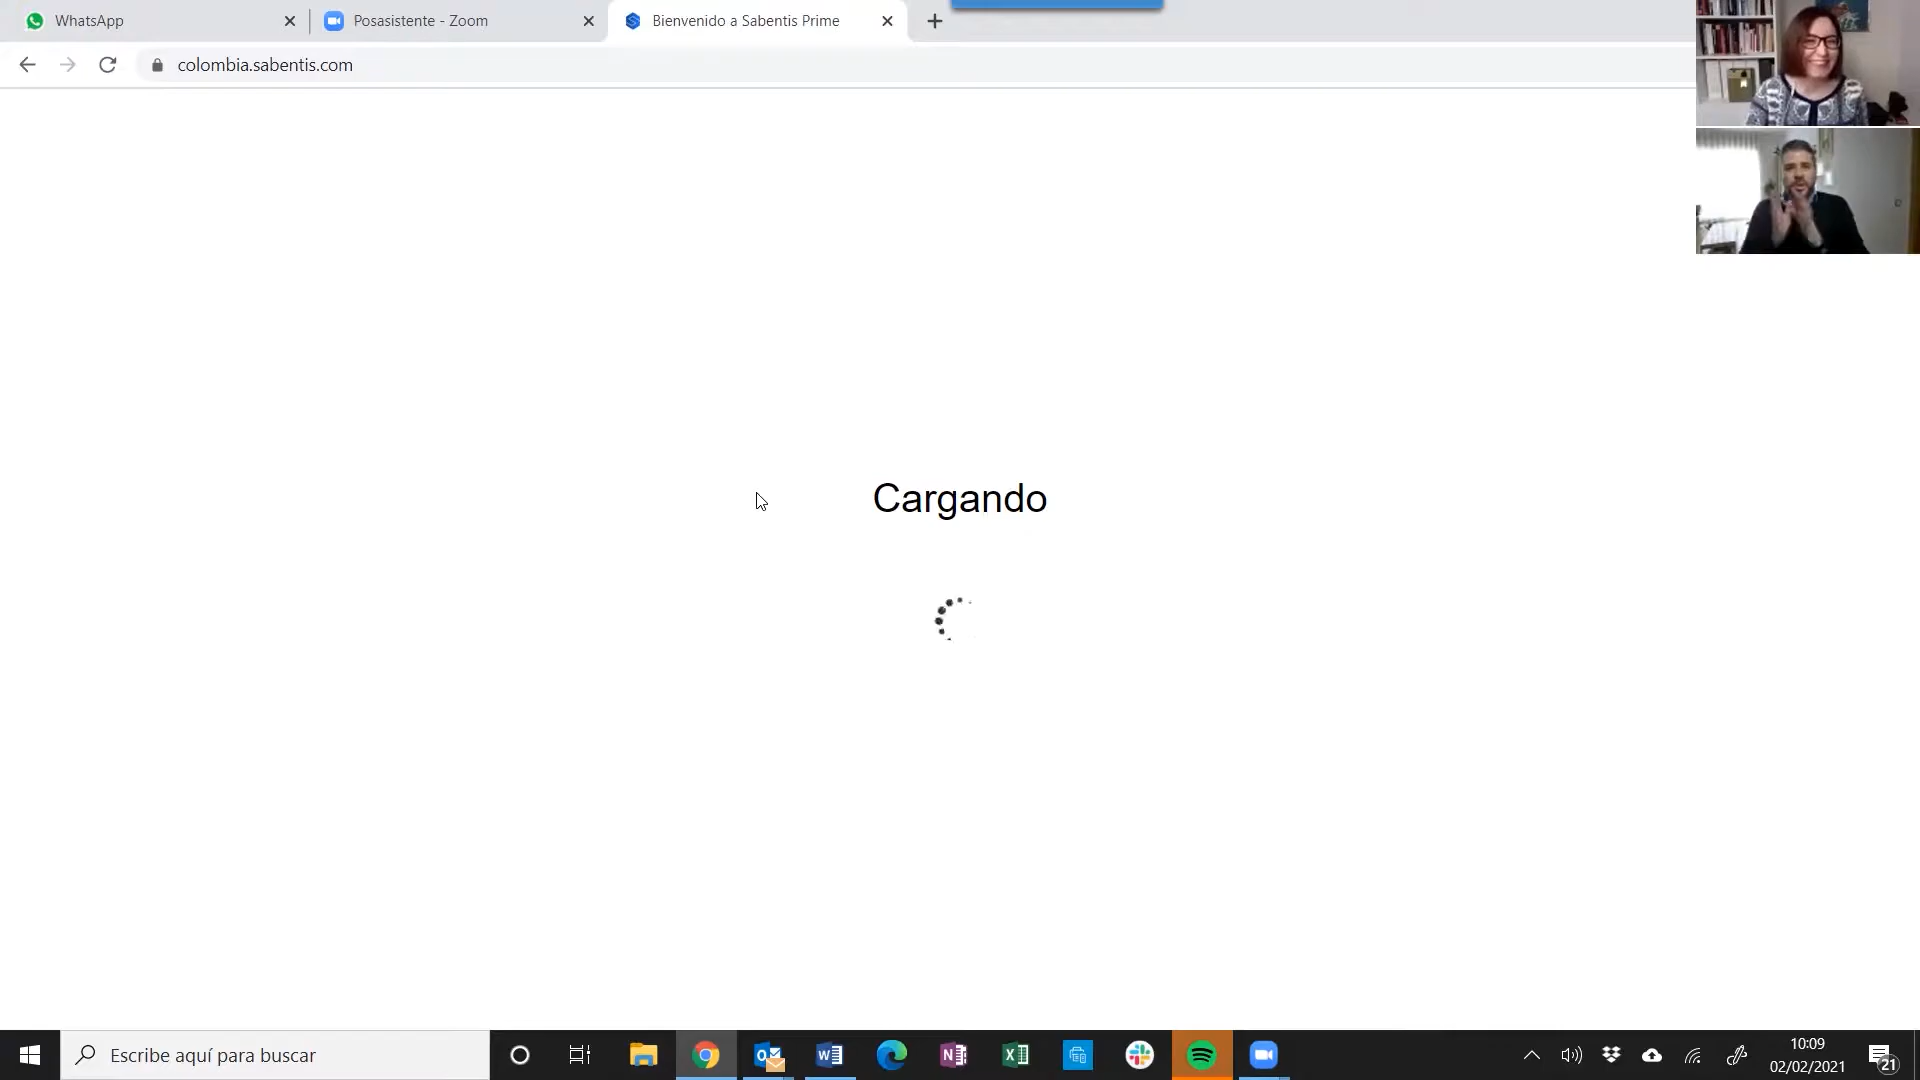 WhatsApp
Posasistente - Zoom
Bienvenido a Sabentis Prime
colombia.sabentis.com
Cargando
Escribe aquí para buscar
10:09
02/02/2021
21